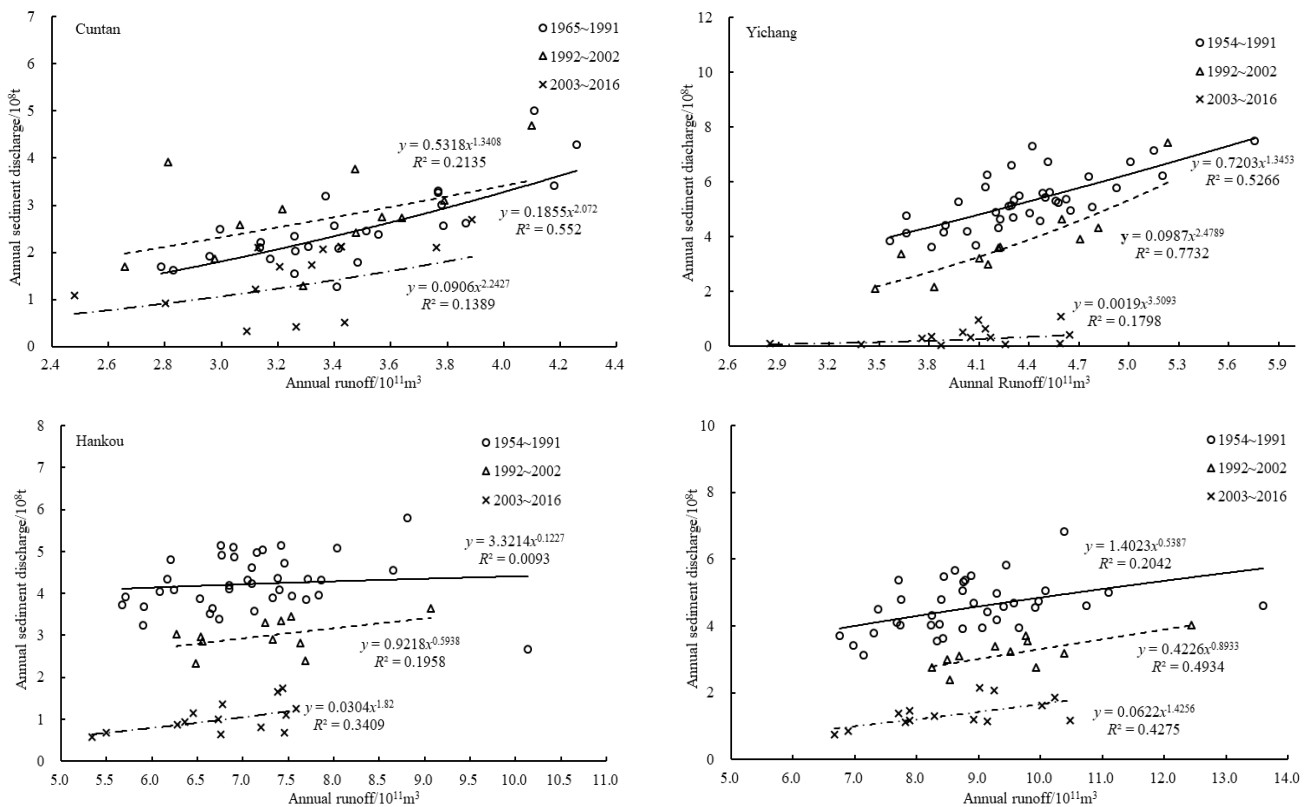 Cuntan
1965~1991
1992~2002
2003~2016
7
6
5
4
3
2
1
0
Annual sediment discharge/10⁸t
y = 0.5318x^1.3408
R² = 0.2135
y = 0.1855x^2.072
R² = 0.552
y = 0.0906x^2.2427
R² = 0.1389
2.4 2.6 2.8 3.0 3.2 3.4 3.6 3.8 4.0 4.2 4.4
Annual runoff/10¹¹m³
Yichang
1954~1991
1992~2002
2003~2016
12
10
8
6
4
2
0
Annual sediment diacharge/10⁸t
y = 0.7203x^1.3453
R² = 0.5266
y = 0.0987x^2.4789
R² = 0.7732
y = 0.0019x^3.5093
R² = 0.1798
2.6 2.9 3.2 3.5 3.8 4.1 4.4 4.7 5.0 5.3 5.6 5.9
Aunnal Runoff/10¹¹m³
Hankou
1954~1991
1992~2002
2003~2016
8
7
6
5
4
3
2
1
0
Annual sediment discharge/10⁸t
y = 3.3214x^0.1227
R² = 0.0093
y = 0.9218x^0.5938
R² = 0.1958
y = 0.0304x^1.82
R² = 0.3409
5.0 5.5 6.0 6.5 7.0 7.5 8.0 8.5 9.0 9.5 10.0 10.5 11.0
Annual runoff/10¹¹m³
1954~1991
1992~2002
2003~2016
10
8
6
4
2
0
Annual sediment discharge/10⁸t
y = 1.4023x^0.5387
R² = 0.2042
y = 0.4226x^0.8933
R² = 0.4934
y = 0.0622x^1.4256
R² = 0.4275
5.0 6.0 7.0 8.0 9.0 10.0 11.0 12.0 13.0 14.0
Annual runoff/10¹¹m³